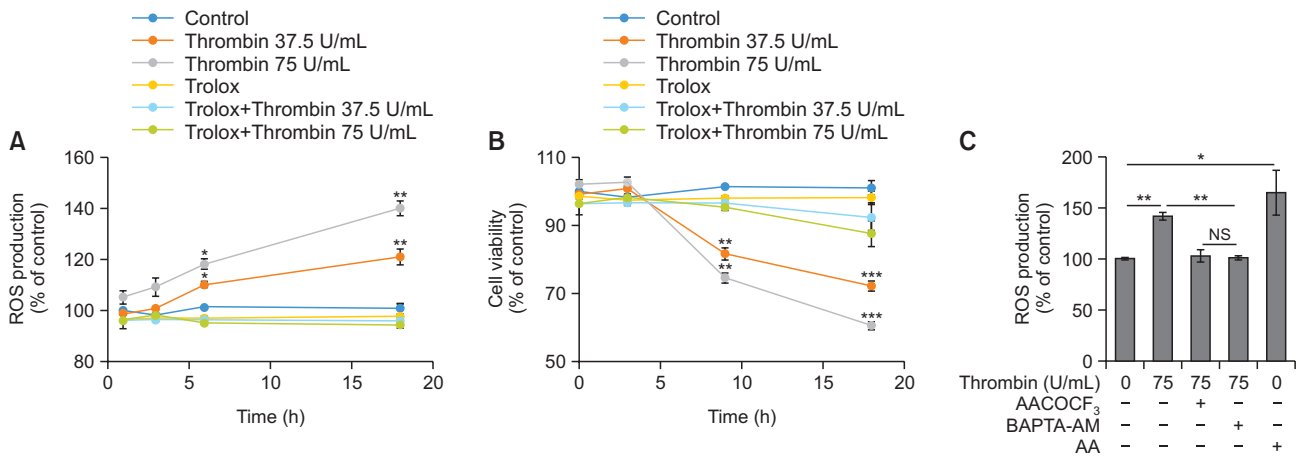 Control
Thrombin 37.5 U/mL
Thrombin 75 U/mL
Trolox
Trolox+Thrombin 37.5 U/mL
Trolox+Thrombin 75 U/mL
A
160
140
120
100
80
ROS production
(% of control)
0
5
10
15
20
Time (h)
*
*
**
**
Control
Thrombin 37.5 U/mL
Thrombin 75 U/mL
Trolox
Trolox+Thrombin 37.5 U/mL
Trolox+Thrombin 75 U/mL
B
110
90
70
50
Cell viability
(% of control)
0
5
10
15
20
Time (h)
**
**
***
***
C
200
150
100
50
0
ROS production
(% of control)
*
**
**
NS
Thrombin (U/mL) 0 75 75 75 0
AACOCF₃ − − + − −
BAPTA-AM − − − + −
AA − − − − +